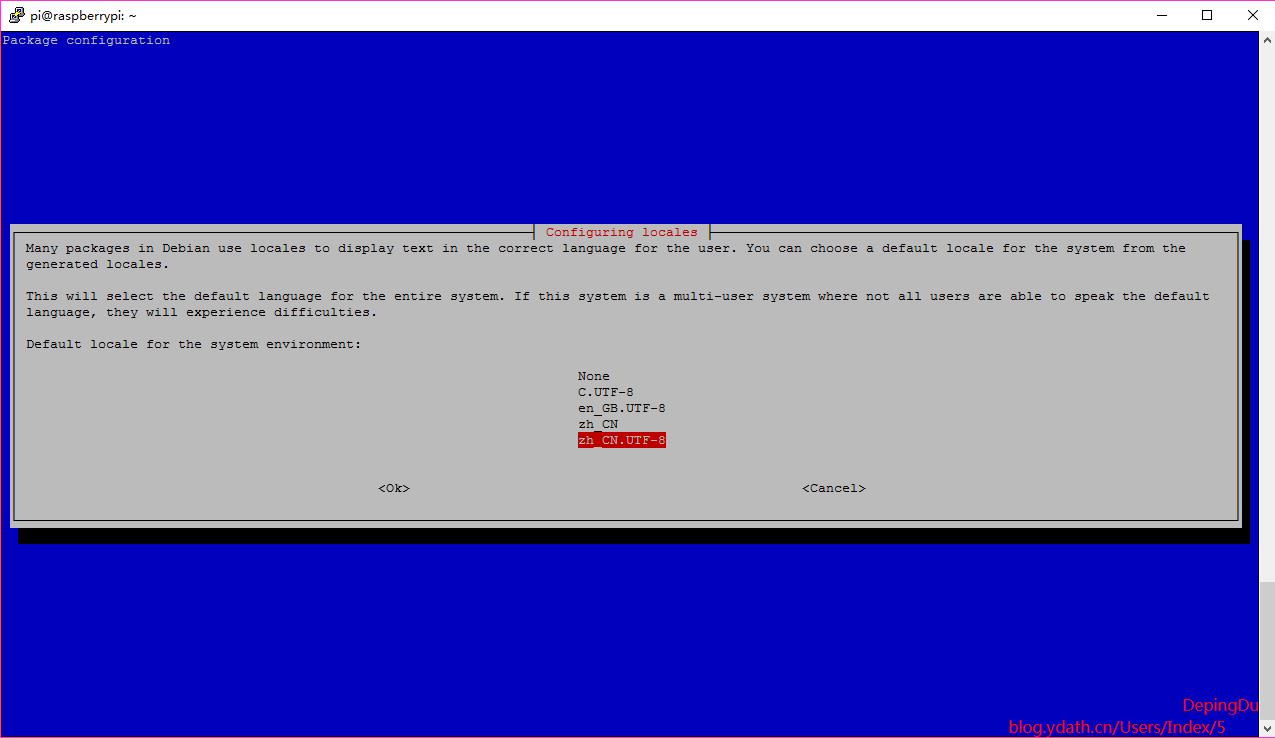 pi@raspberrypi: ~
Package configuration
Configuring locales
Many packages in Debian use locales to display text in the correct language for the user. You can choose a default locale for the system from the
generated locales.
This will select the default language for the entire system. If this system is a multi-user system where not all users are able to speak the default
language, they will experience difficulties.
Default locale for the system environment:
None
C.UTF-8
en_GB.UTF-8
zh_CN
zh_CN.UTF-8
<Ok> <Cancel>
DepingDu
blog.ydath.cn/Users/Index/5